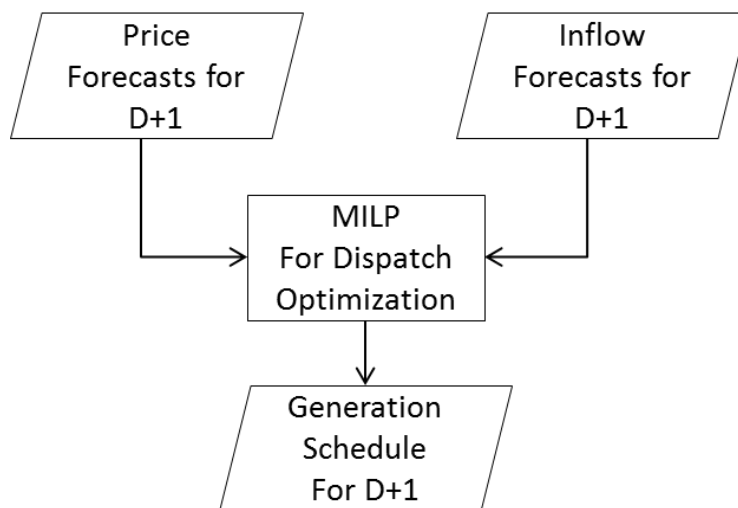 Price
Forecasts for
D+1
Inflow
Forecasts for
D+1
MILP
For Dispatch
Optimization
Generation
Schedule
For D+1